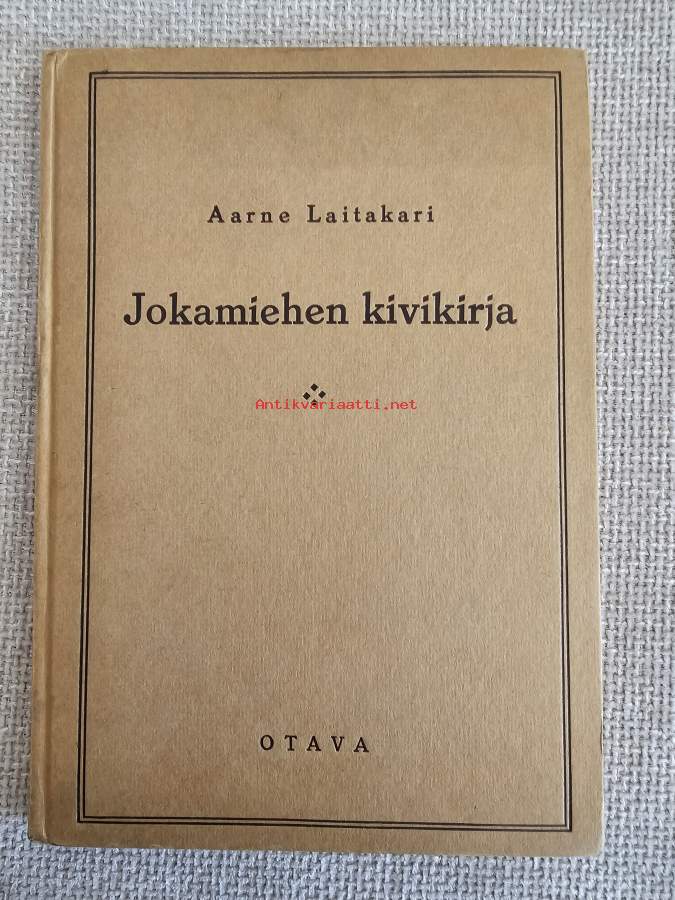 Aarne Laitakari
Jokamiehen kivikirja
Antikvariaatti.net
OTAVA